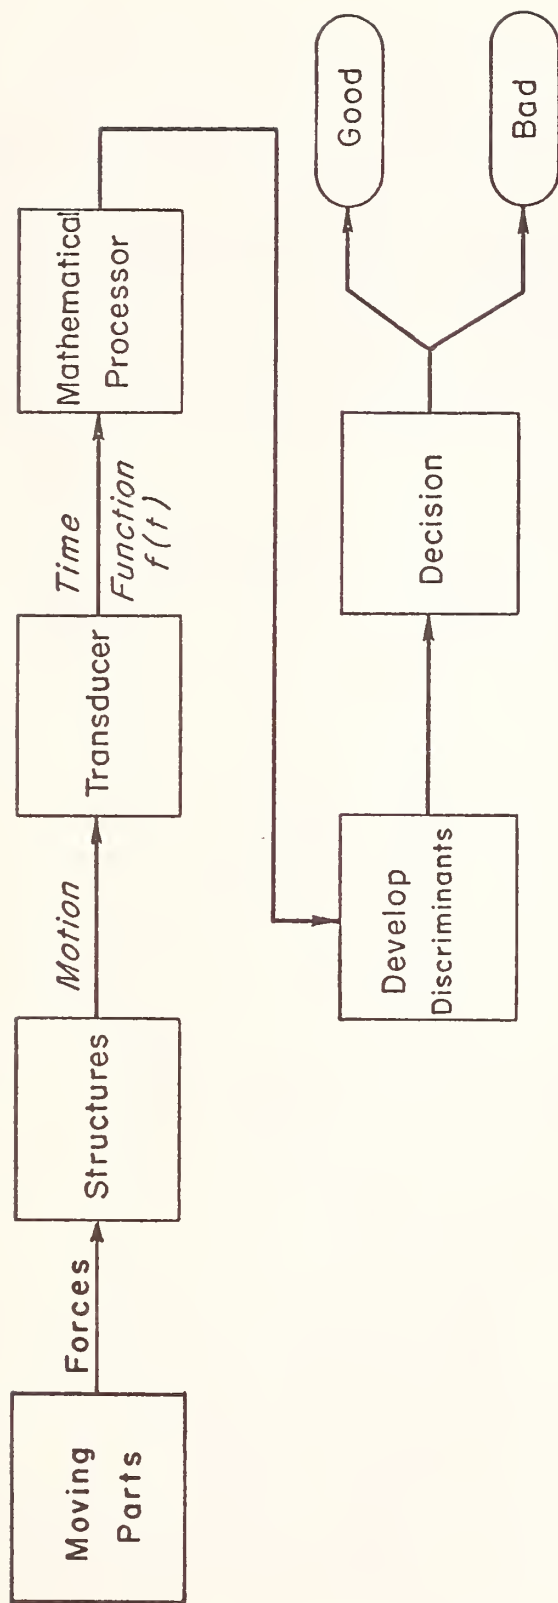 Moving
Parts
Forces
Structures
Motion
Transducer
Time
Function
f(t)
Mathematical
Processor
Develop
Discriminants
Decision
Good
Bad